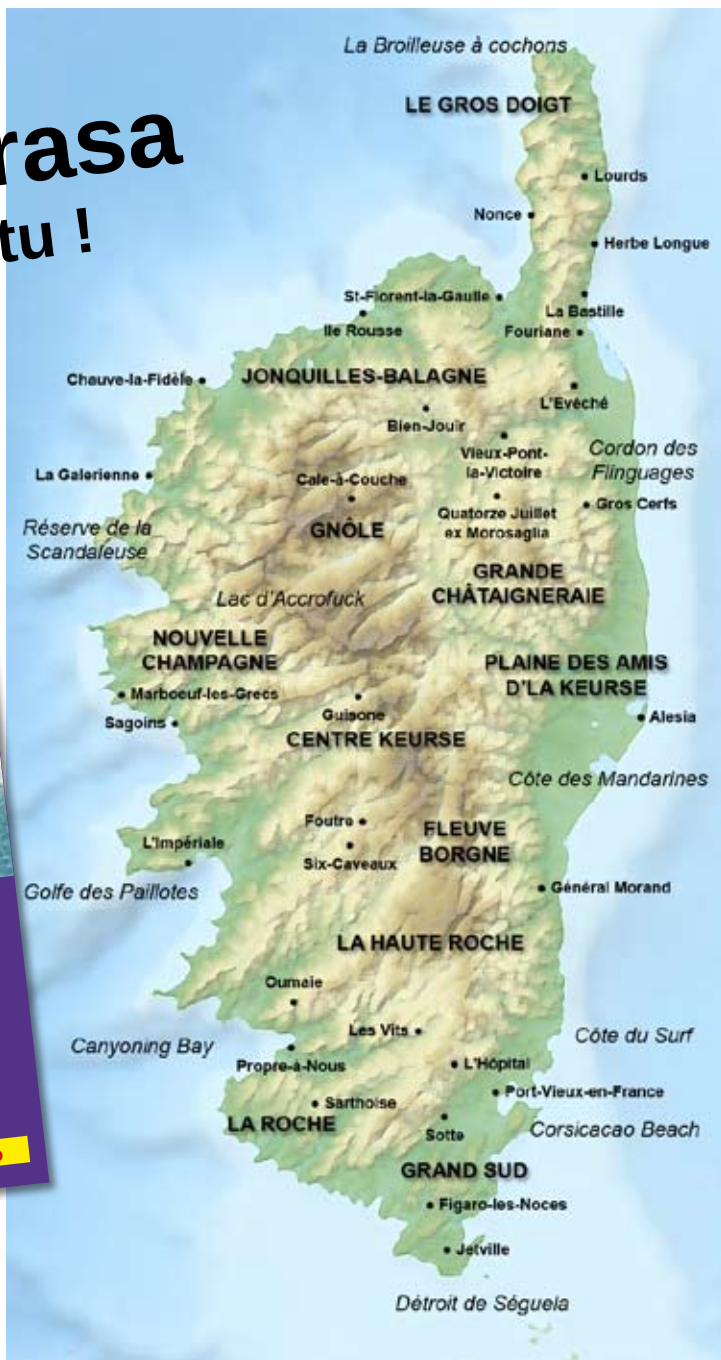 rasa
tu !
La Broilleuse à cochons
LE GROS DOIGT
Lourds
Nonce
Herbe Longue
St-Florent-la-Gaulle
La Bastille
Ile Rousse
Fouriane
Chauve-la-Fidèle
JONQUILLES-BALAGNE
L'Evéché
Bien-Jouir
Vieux-Pont-
la-Victoire
Cordon des
Flinguages
La Galerienne
Cale-à-Couche
Gros Cerfs
Quatorze Juillet
ex Morosaglia
Réserve de la
Scandaleuse
GNÔLE
GRANDE
CHÂTAIGNERAIE
Lac d'Accrofuck
NOUVELLE
CHAMPAGNE
PLAINE DES AMIS
D'LA KEURSE
Marboeuf-les-Grecs
Guisone
Sagoins
Alesia
CENTRE KEURSE
Côte des Mandarines
Foutre
FLEUVE
BORGNE
L'Impériale
Six-Caveaux
Golfe des Paillotes
Général Morand
LA HAUTE ROCHE
Oumaie
Les Vits
Côte du Surf
Canyoning Bay
Propre-à-Nous
L'Hôpital
Port-Vieux-en-France
Sarthoise
LA ROCHE
Sotte
Corsicacao Beach
GRAND SUD
Figaro-les-Noces
Jetville
Détroit de Séguela